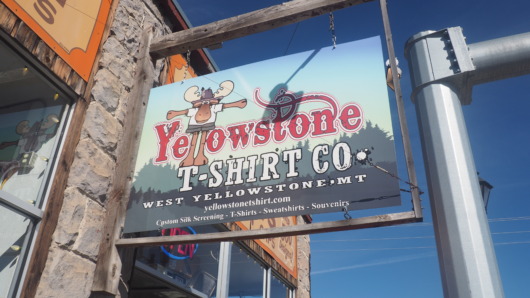 Yellowstone
T-SHIRT CO.
WEST YELLOWSTONE, MT
yellowstonetshirt.com
Custom Silk Screening - T-Shirts - Sweatshirts - Souvenirs